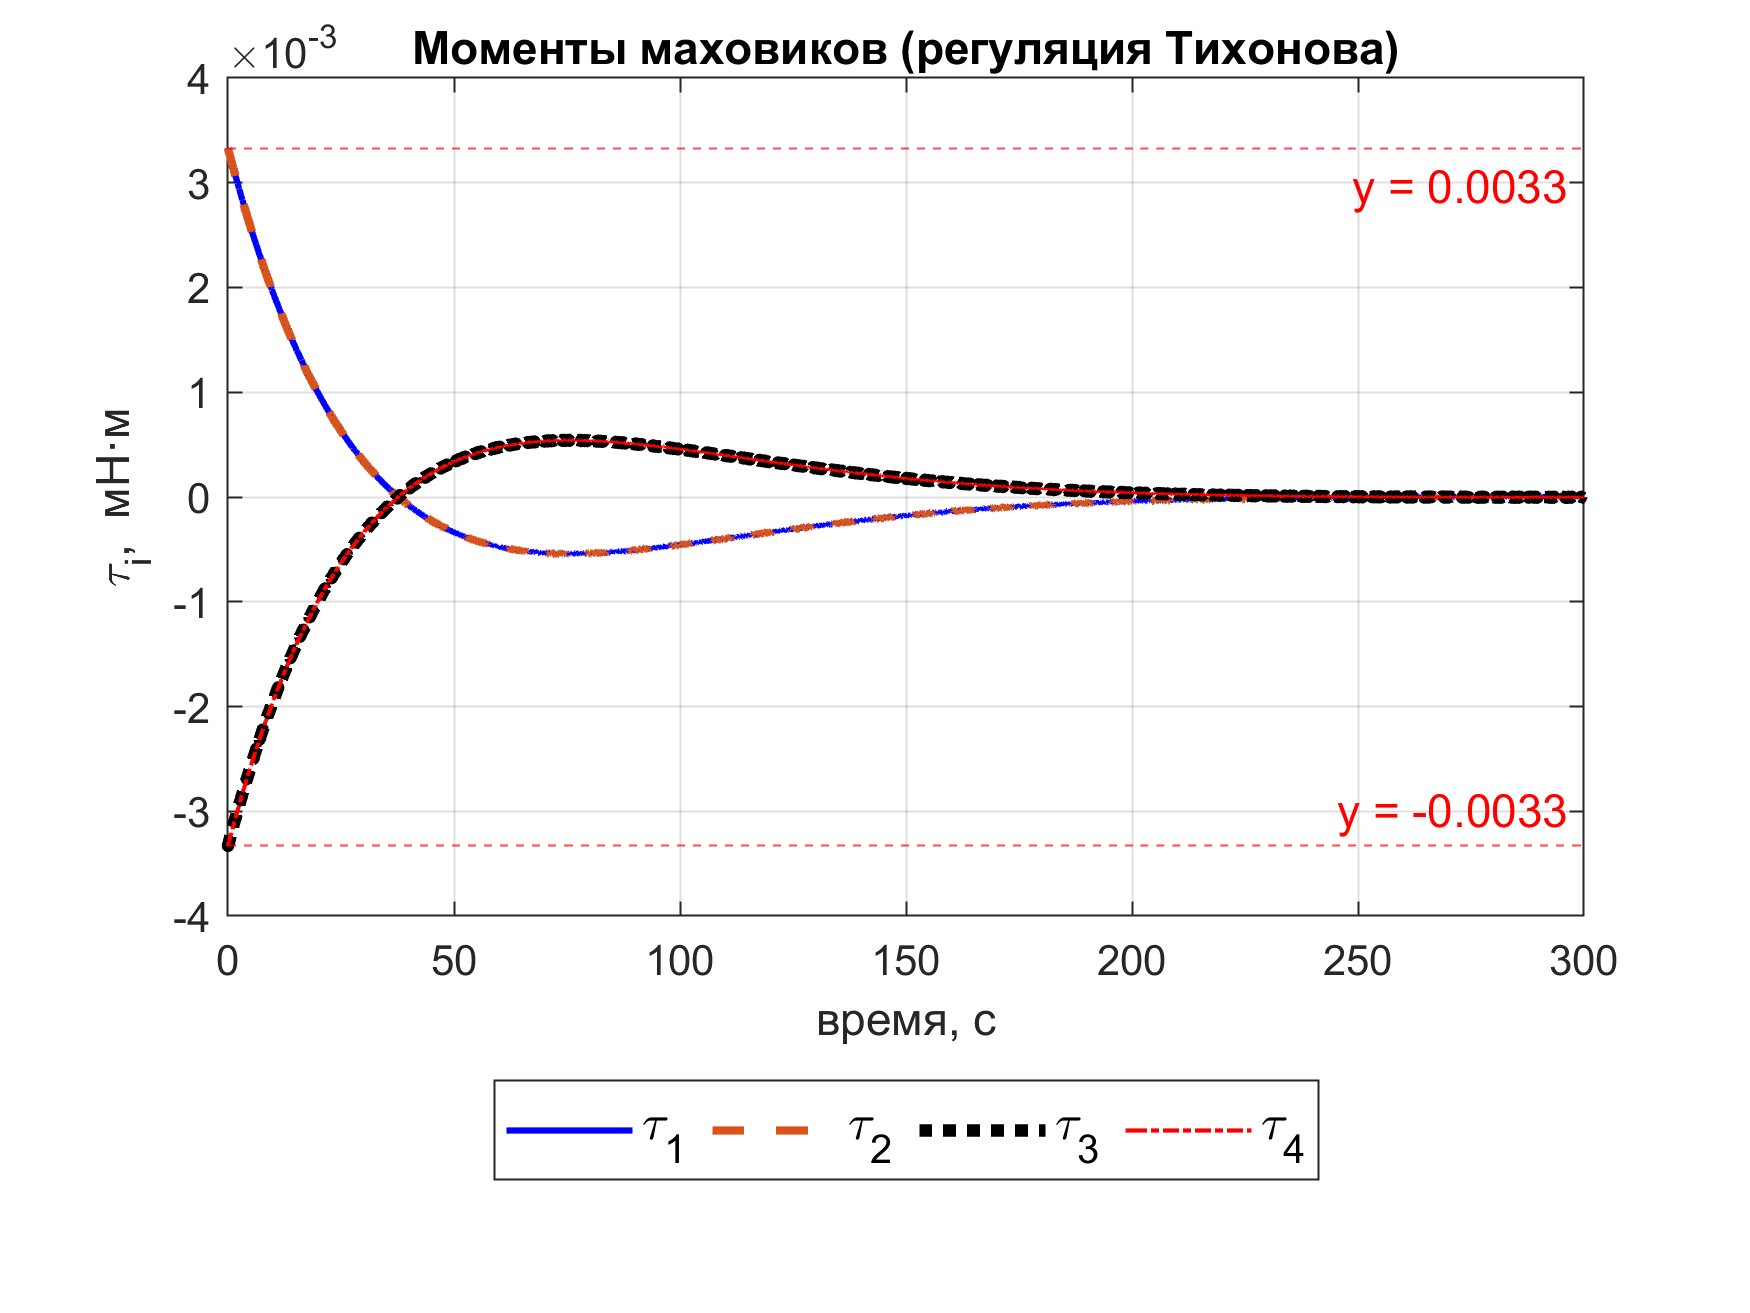 ×10-3
Моменты маховиков (регуляция Тихонова)
4
3
2
1
0
-1
-2
-3
-4
τi, мН·м
y = 0.0033
y = -0.0033
0 50 100 150 200 250 300
время, с
τ1 τ2 τ3 τ4